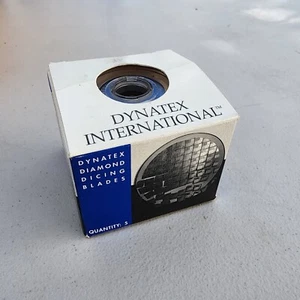 DYNATEX
INTERNATIONAL™
DYNATEX
DIAMOND
DICING
BLADES
QUANTITY: 5